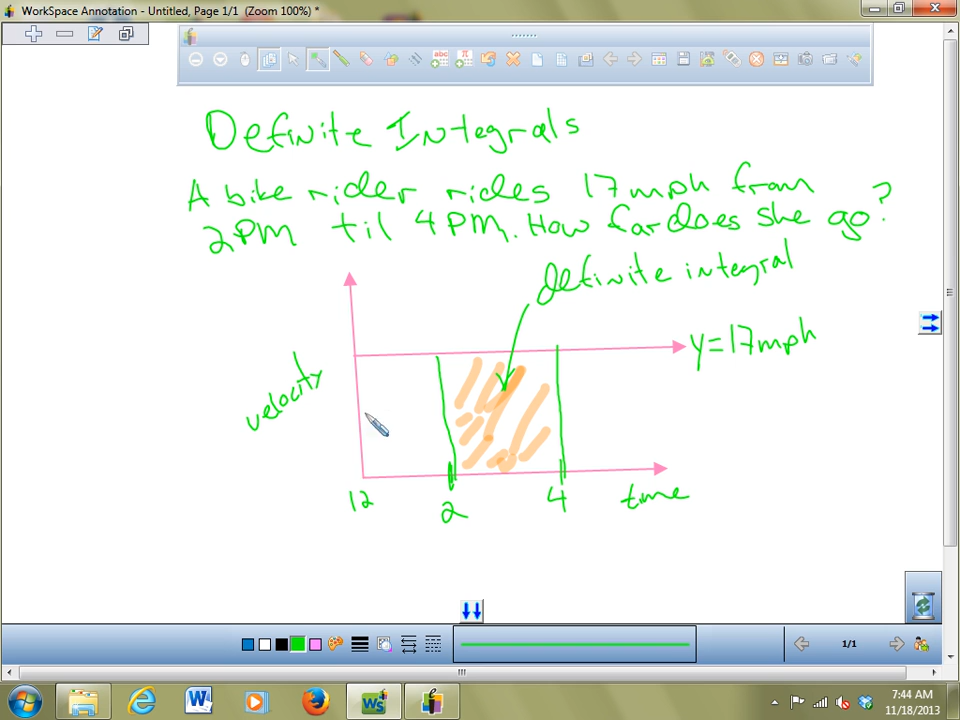 WorkSpace Annotation - Untitled, Page 1/1 (Zoom 100%) *
abc
π
Definite Integrals
A bike rider rides 17mph from
2PM til 4PM. How far does she go?
definite integral
y=17mph
velocity
12
2
4
time
1/1
W
WS
7:44 AM
11/18/2013